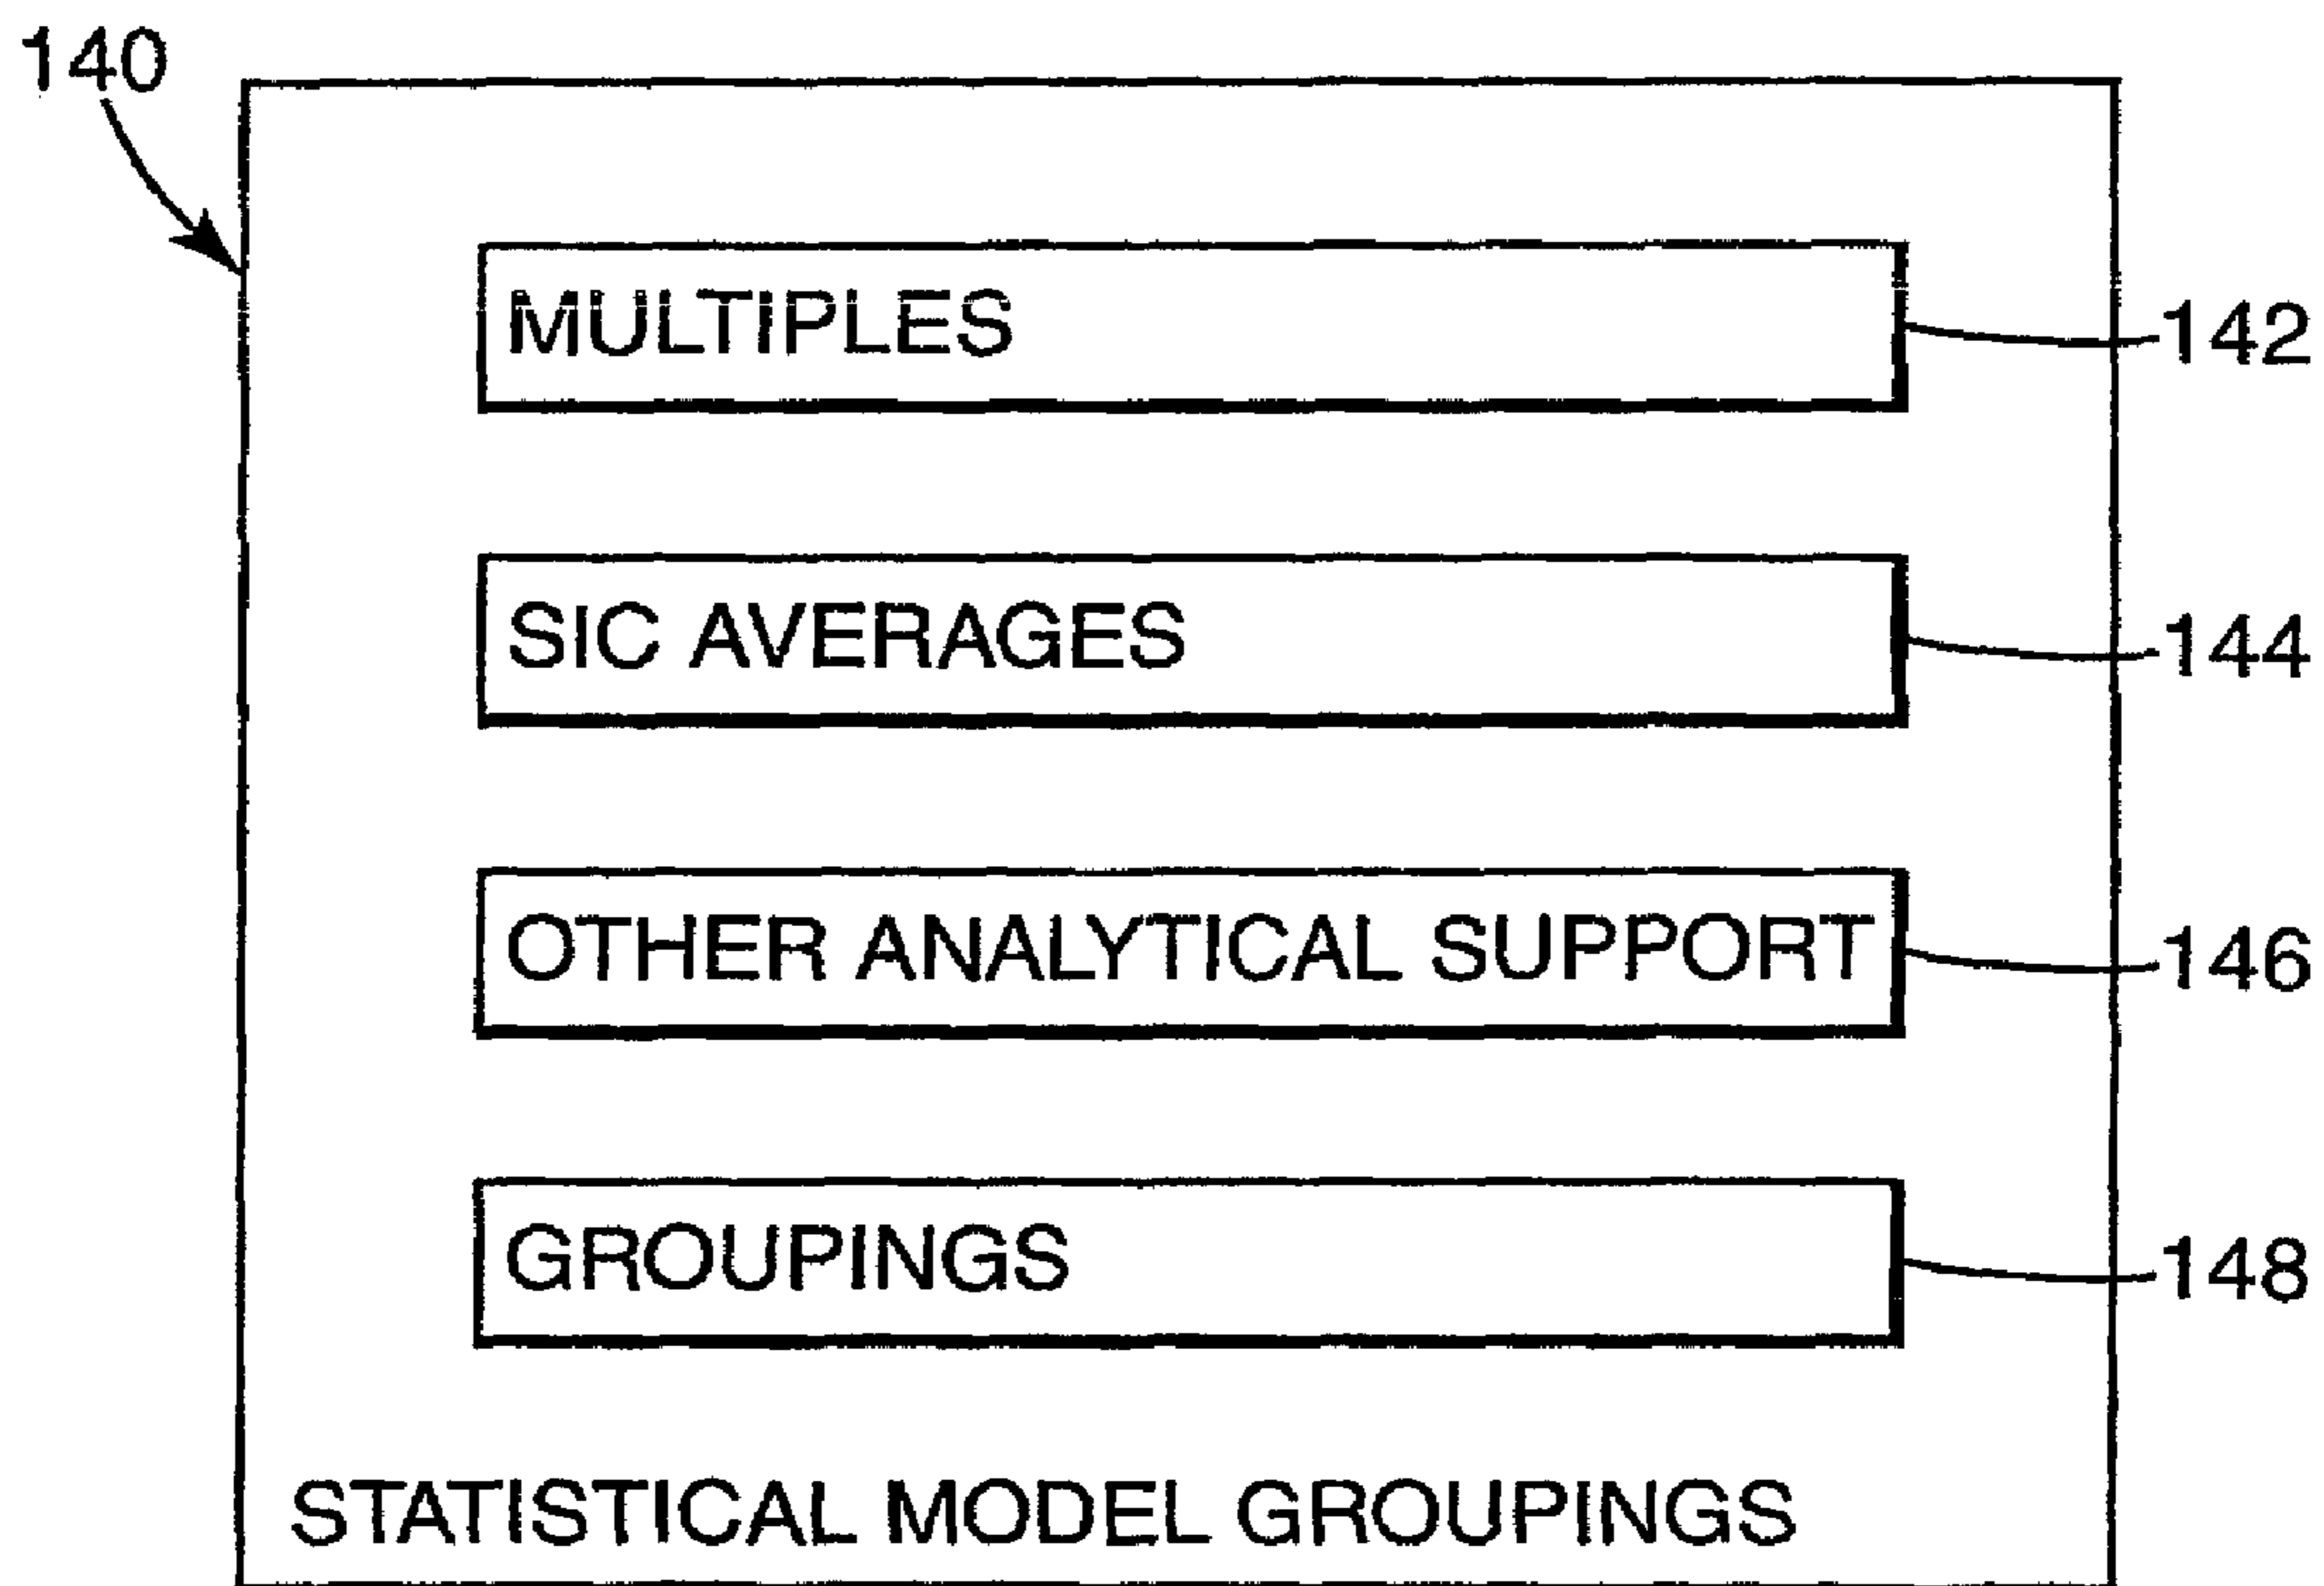 140
MULTIPLES
142
SIC AVERAGES
144
OTHER ANALYTICAL SUPPORT
146
GROUPINGS
148
STATISTICAL MODEL GROUPINGS